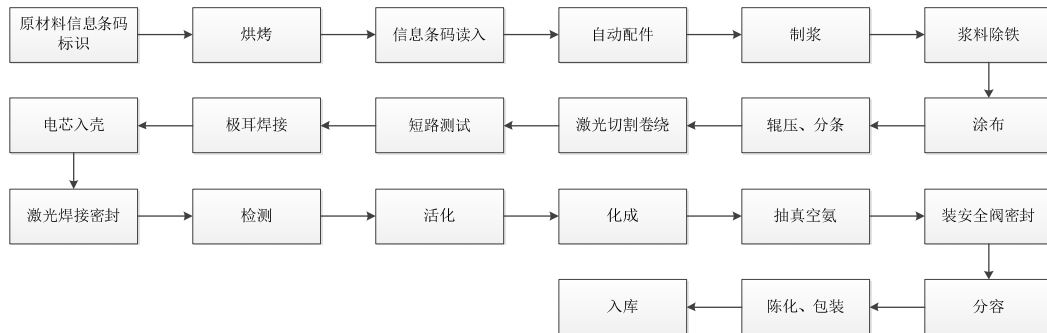 原材料信息条码
标识
烘烤
信息条码读入
自动配件
制浆
浆料除铁
涂布
辊压、分条
激光切割卷绕
短路测试
极耳焊接
电芯入壳
激光焊接密封
检测
活化
化成
抽真空氨
装安全阀密封
分容
陈化、包装
入库